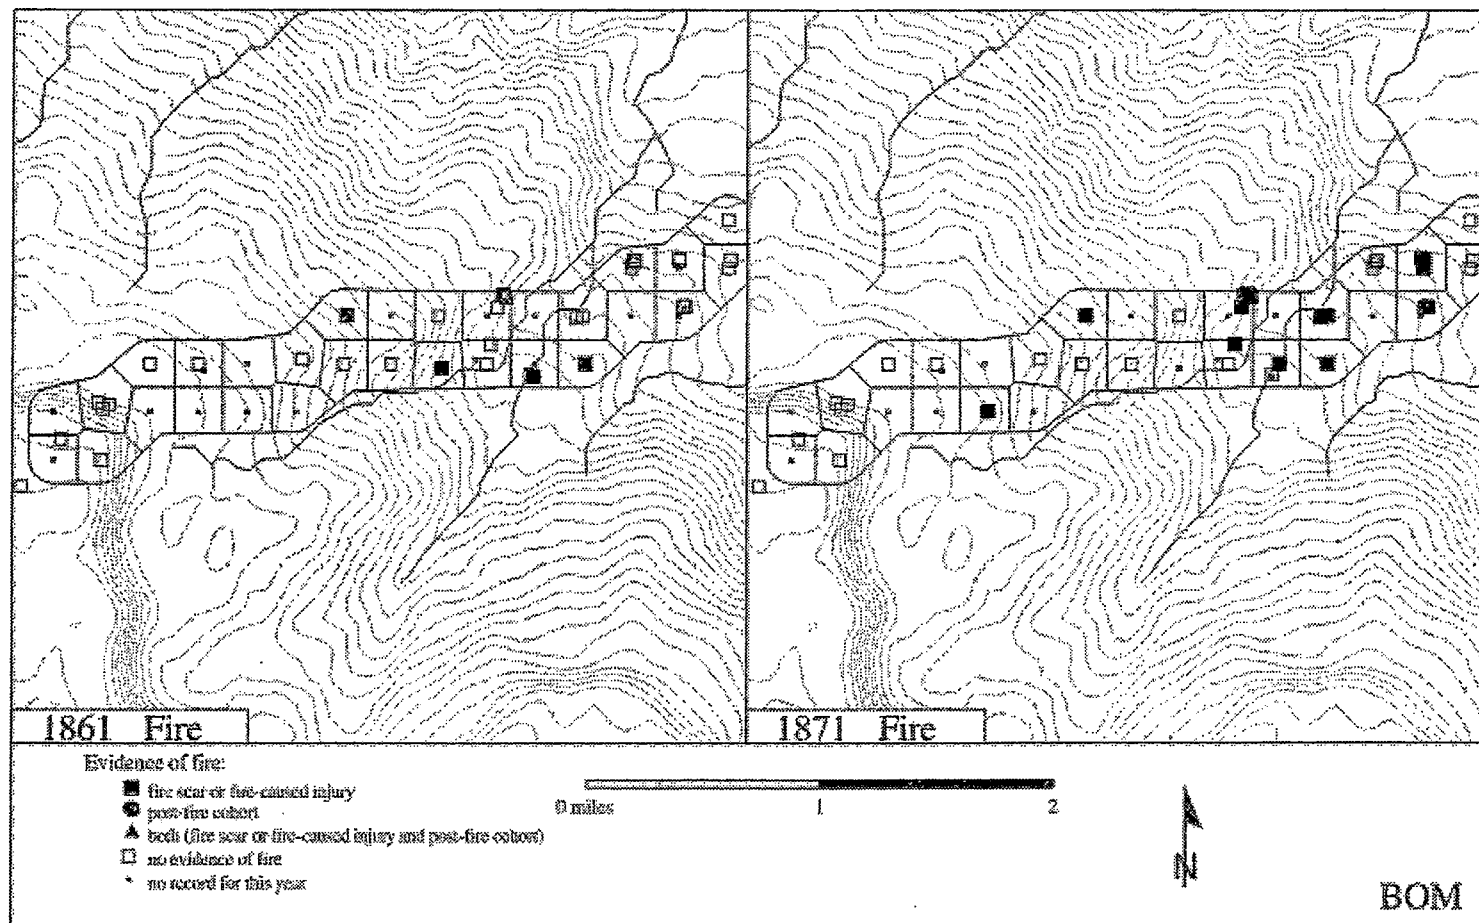 1861 Fire
1871 Fire
Evidence of fire:
fire scar or fire-caused injury
post-fire cohort
both (fire scar or fire-caused injury and post-fire cohort)
no evidence of fire
no record for this year
0 miles 1 2
N
BOM